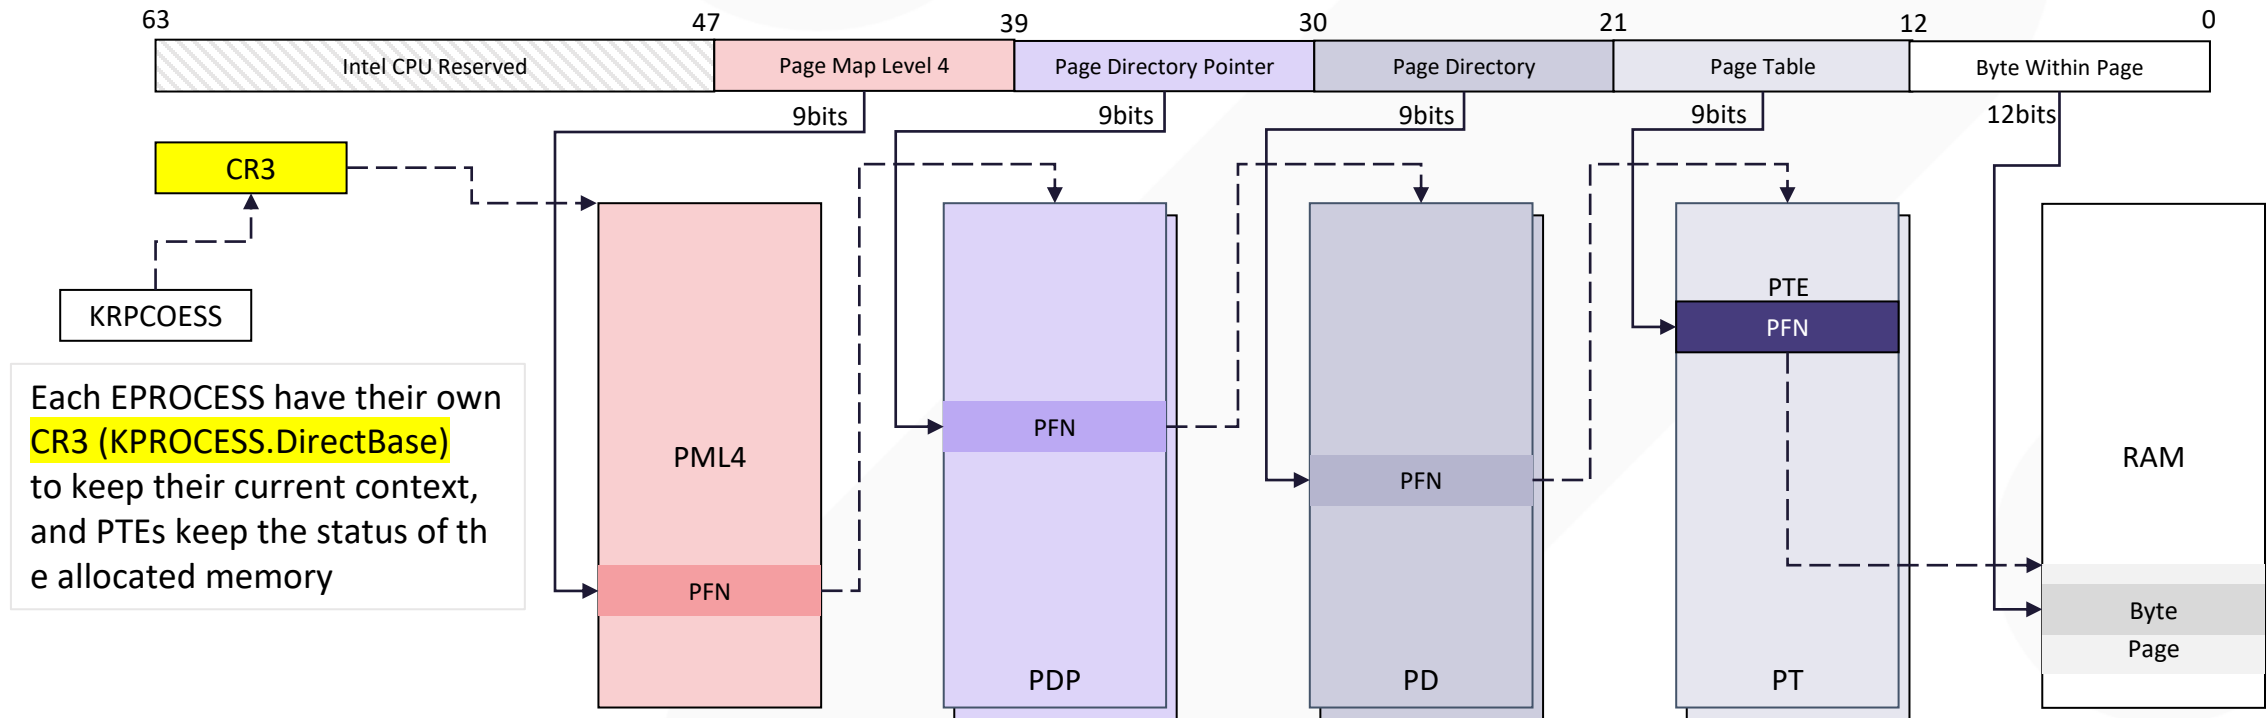 63
47
39
30
21
12
0
Intel CPU Reserved
Page Map Level 4
Page Directory Pointer
Page Directory
Page Table
Byte Within Page
9bits
9bits
9bits
9bits
12bits
CR3
KRPCOESS
Each EPROCESS have their own
CR3 (KPROCESS.DirectBase)
to keep their current context,
and PTEs keep the status of th
e allocated memory
PML4
PFN
PFN
PDP
PFN
PD
PTE
PFN
PT
RAM
Byte
Page